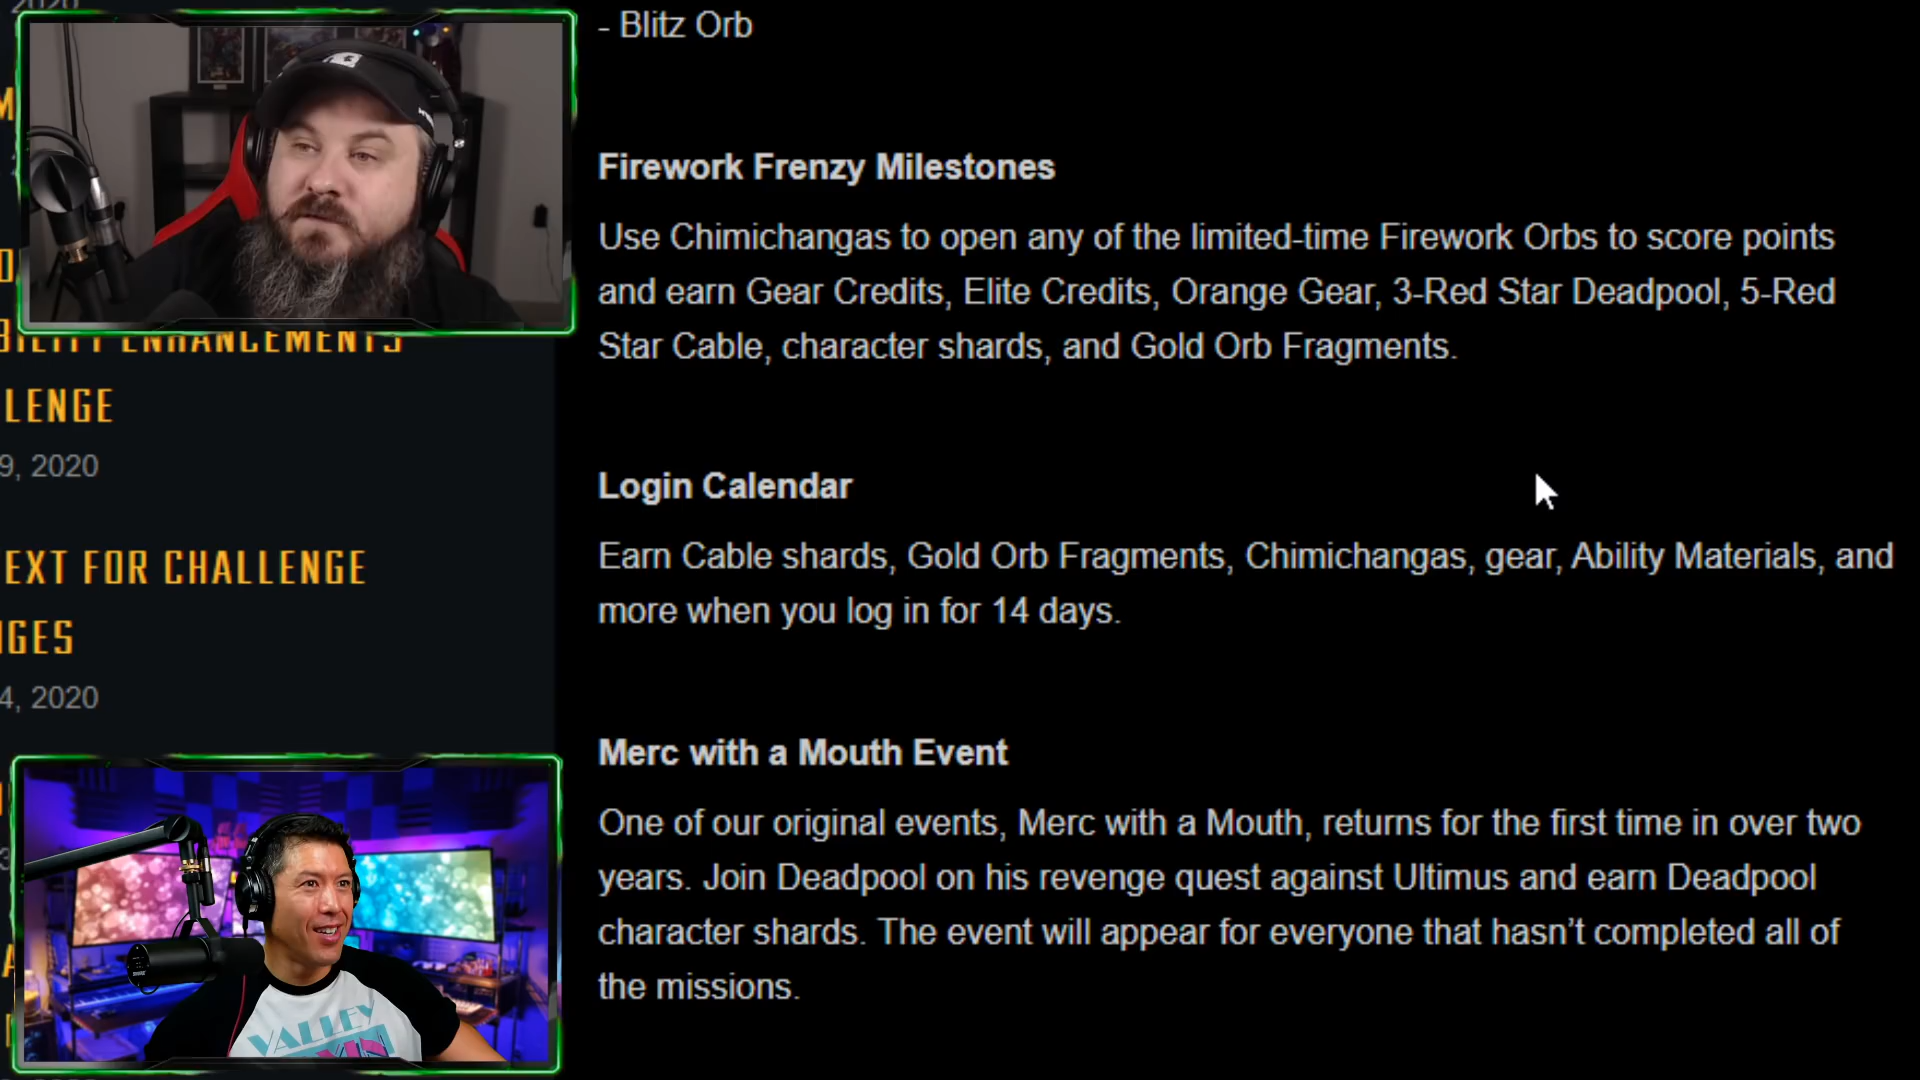 2020
- Blitz Orb
Firework Frenzy Milestones
Use Chimichangas to open any of the limited-time Firework Orbs to score points
and earn Gear Credits, Elite Credits, Orange Gear, 3-Red Star Deadpool, 5-Red
Star Cable, character shards, and Gold Orb Fragments.
BILITY ENHANCEMENTS
LENGE
9, 2020
Login Calendar
Earn Cable shards, Gold Orb Fragments, Chimichangas, gear, Ability Materials, and
more when you log in for 14 days.
EXT FOR CHALLENGE
GES
4, 2020
Merc with a Mouth Event
One of our original events, Merc with a Mouth, returns for the first time in over two
years. Join Deadpool on his revenge quest against Ultimus and earn Deadpool
character shards. The event will appear for everyone that hasn’t completed all of
the missions.
VALLEY